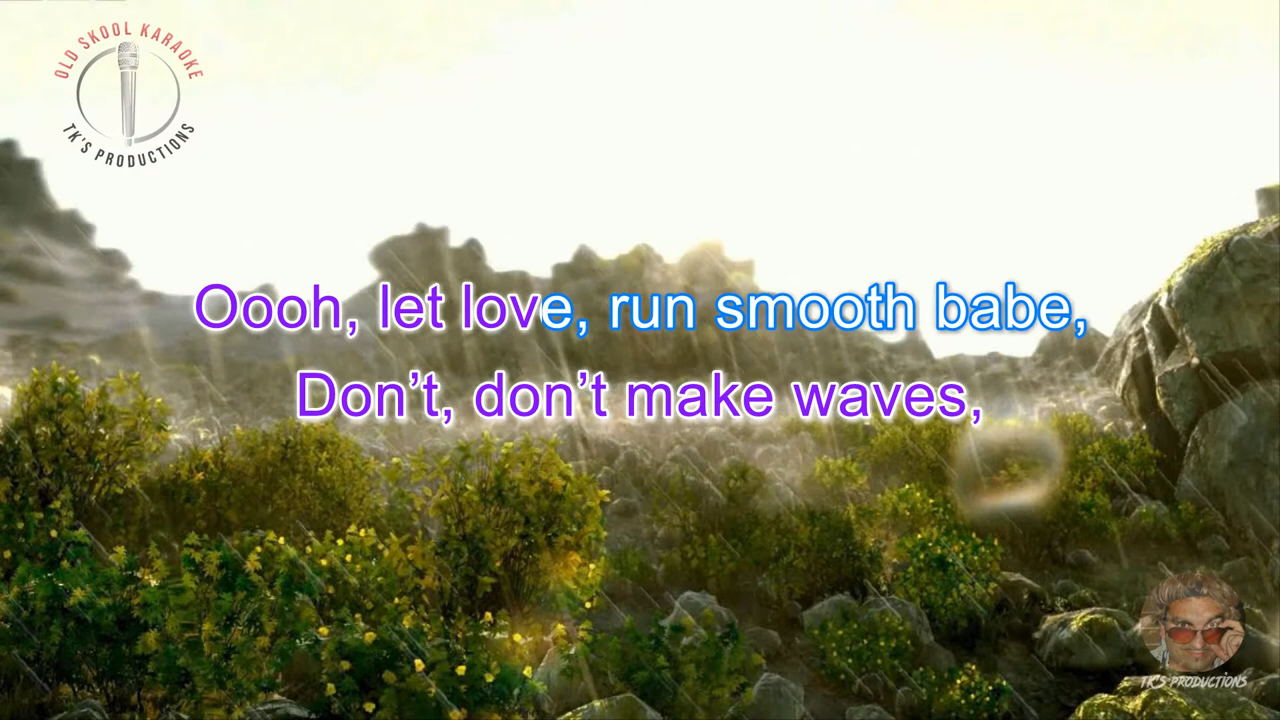 OLD SKOOL KARAOKE
TK'S PRODUCTIONS
Oooh, let love, run smooth babe,
Don’t, don’t make waves,
TK'S PRODUCTIONS